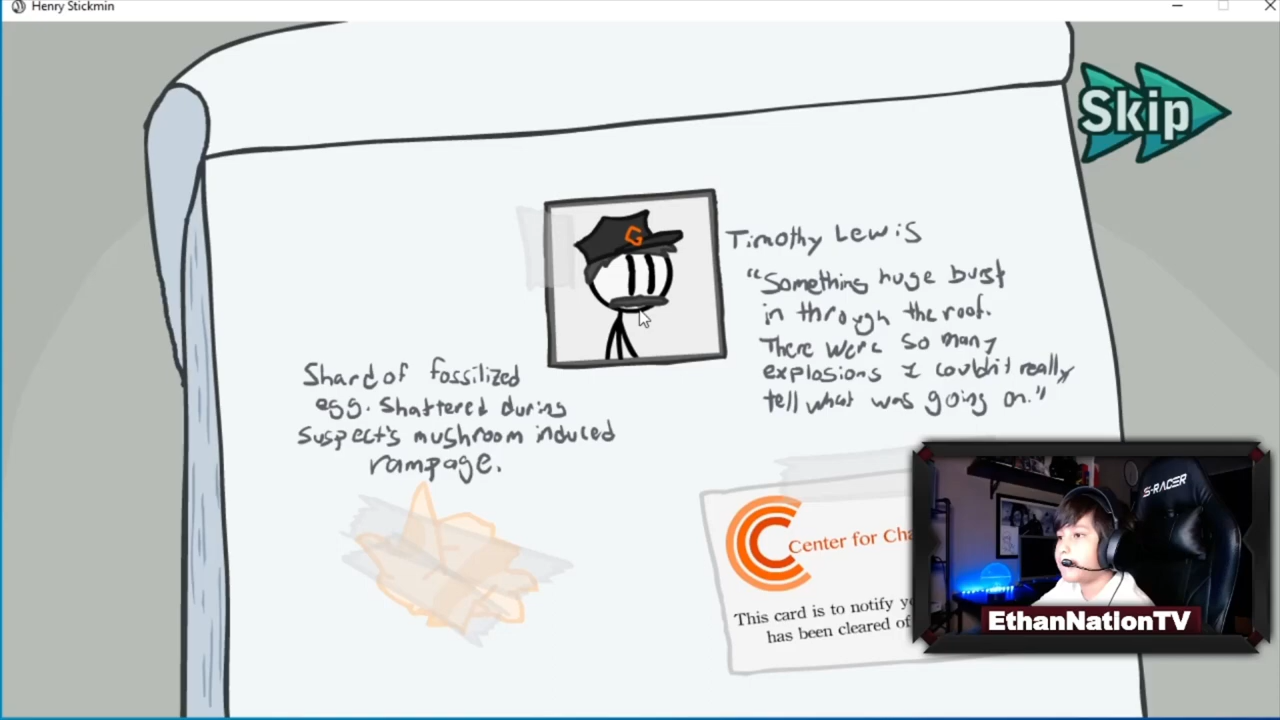 Henry Stickmin
Skip
G
Timothy Lewis
"Something huge burst
in through the roof.
There were so many
explosions I couldn't really
tell what was going on."
Shard of fossilized
egg. Shattered during
suspect's mushroom induced
rampage.
Center for Cha
This card is to notify y
has been cleared of
S-RACER
EthanNationTV